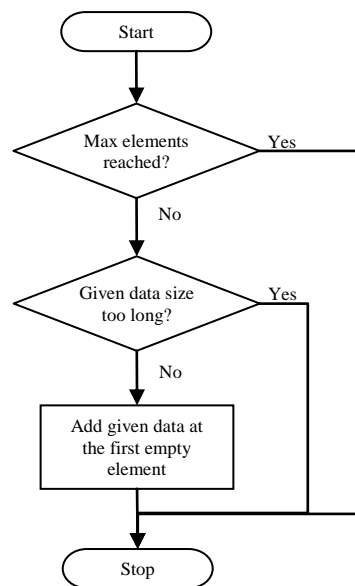 Start
Max elements
reached?
Yes
No
Given data size
too long?
Yes
No
Add given data at
the first empty
element
Stop